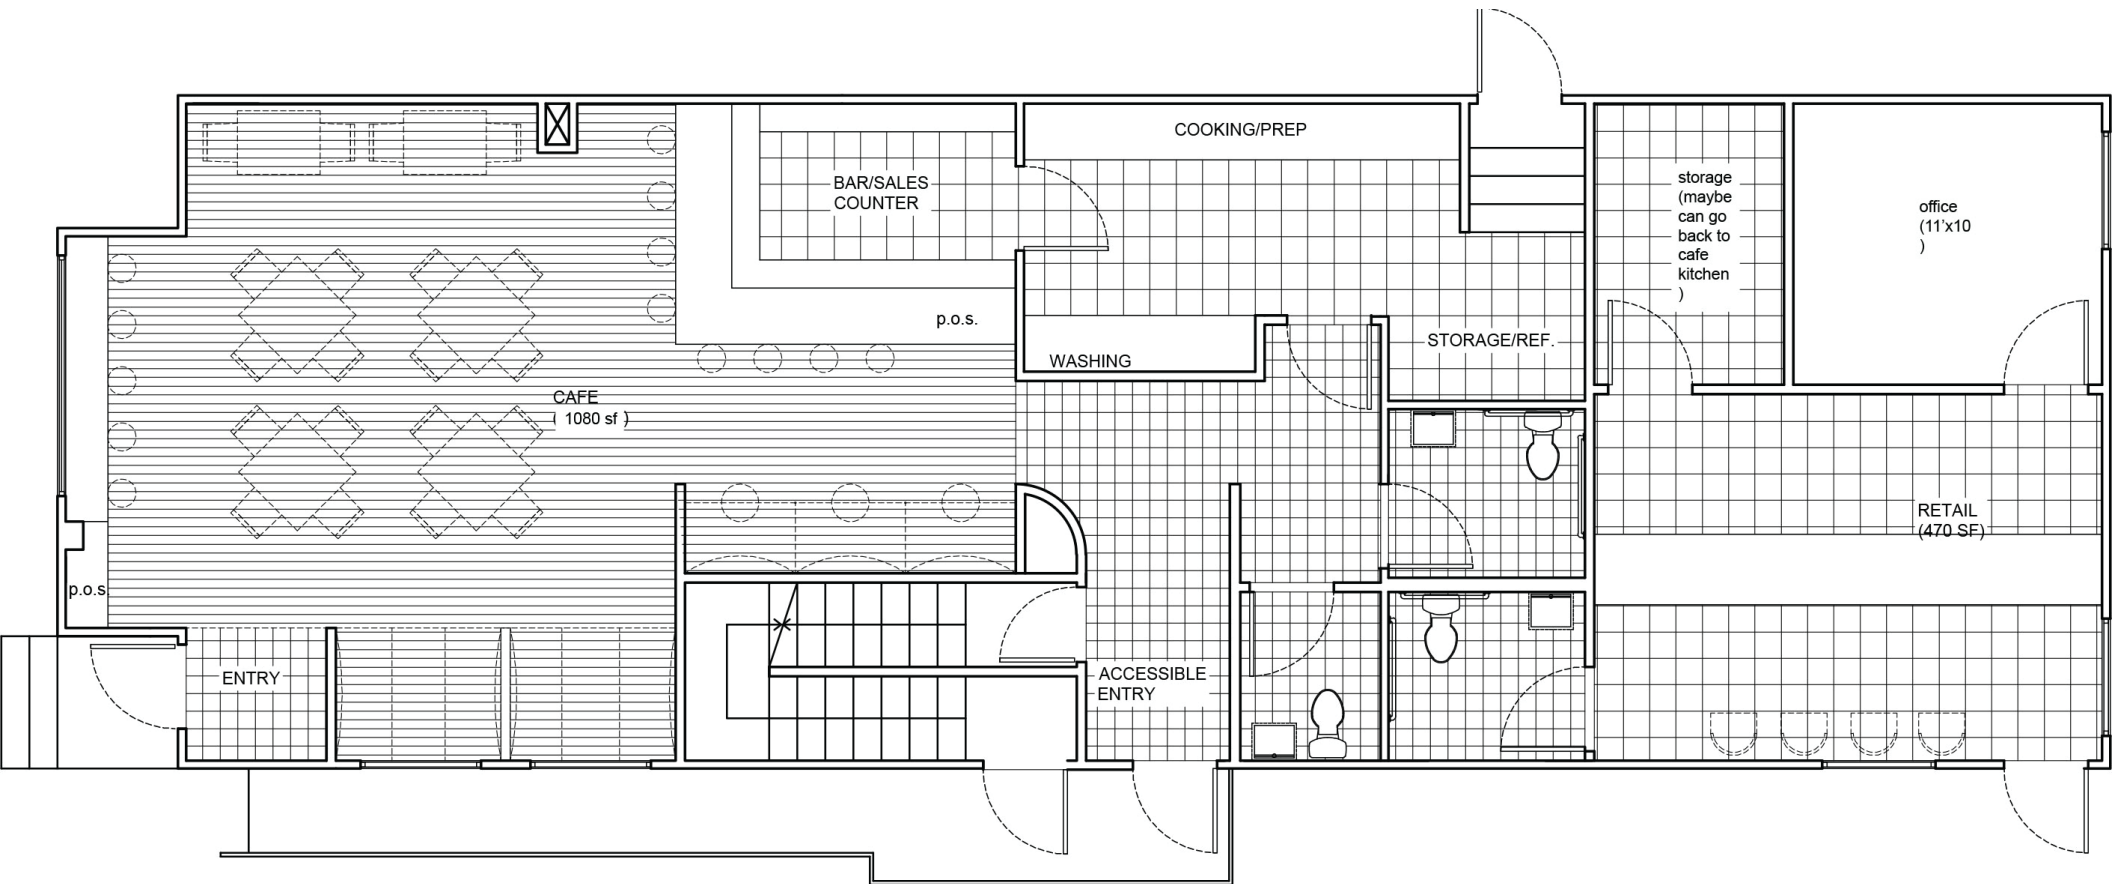 COOKING/PREP
BAR/SALES
COUNTER
storage
(maybe
can go
back to
cafe
kitchen
)
office
(11'x10
)
p.o.s.
WASHING
STORAGE/REF.
CAFE
( 1080 sf )
RETAIL
(470 SF)
p.o.s
ENTRY
ACCESSIBLE
ENTRY